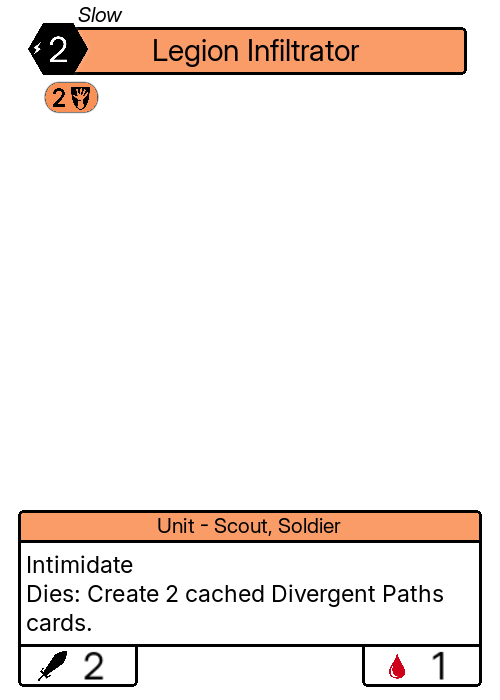 Slow
2 Legion Infiltrator
2
Unit - Scout, Soldier
Intimidate
Dies: Create 2 cached Divergent Paths
cards.
2 1